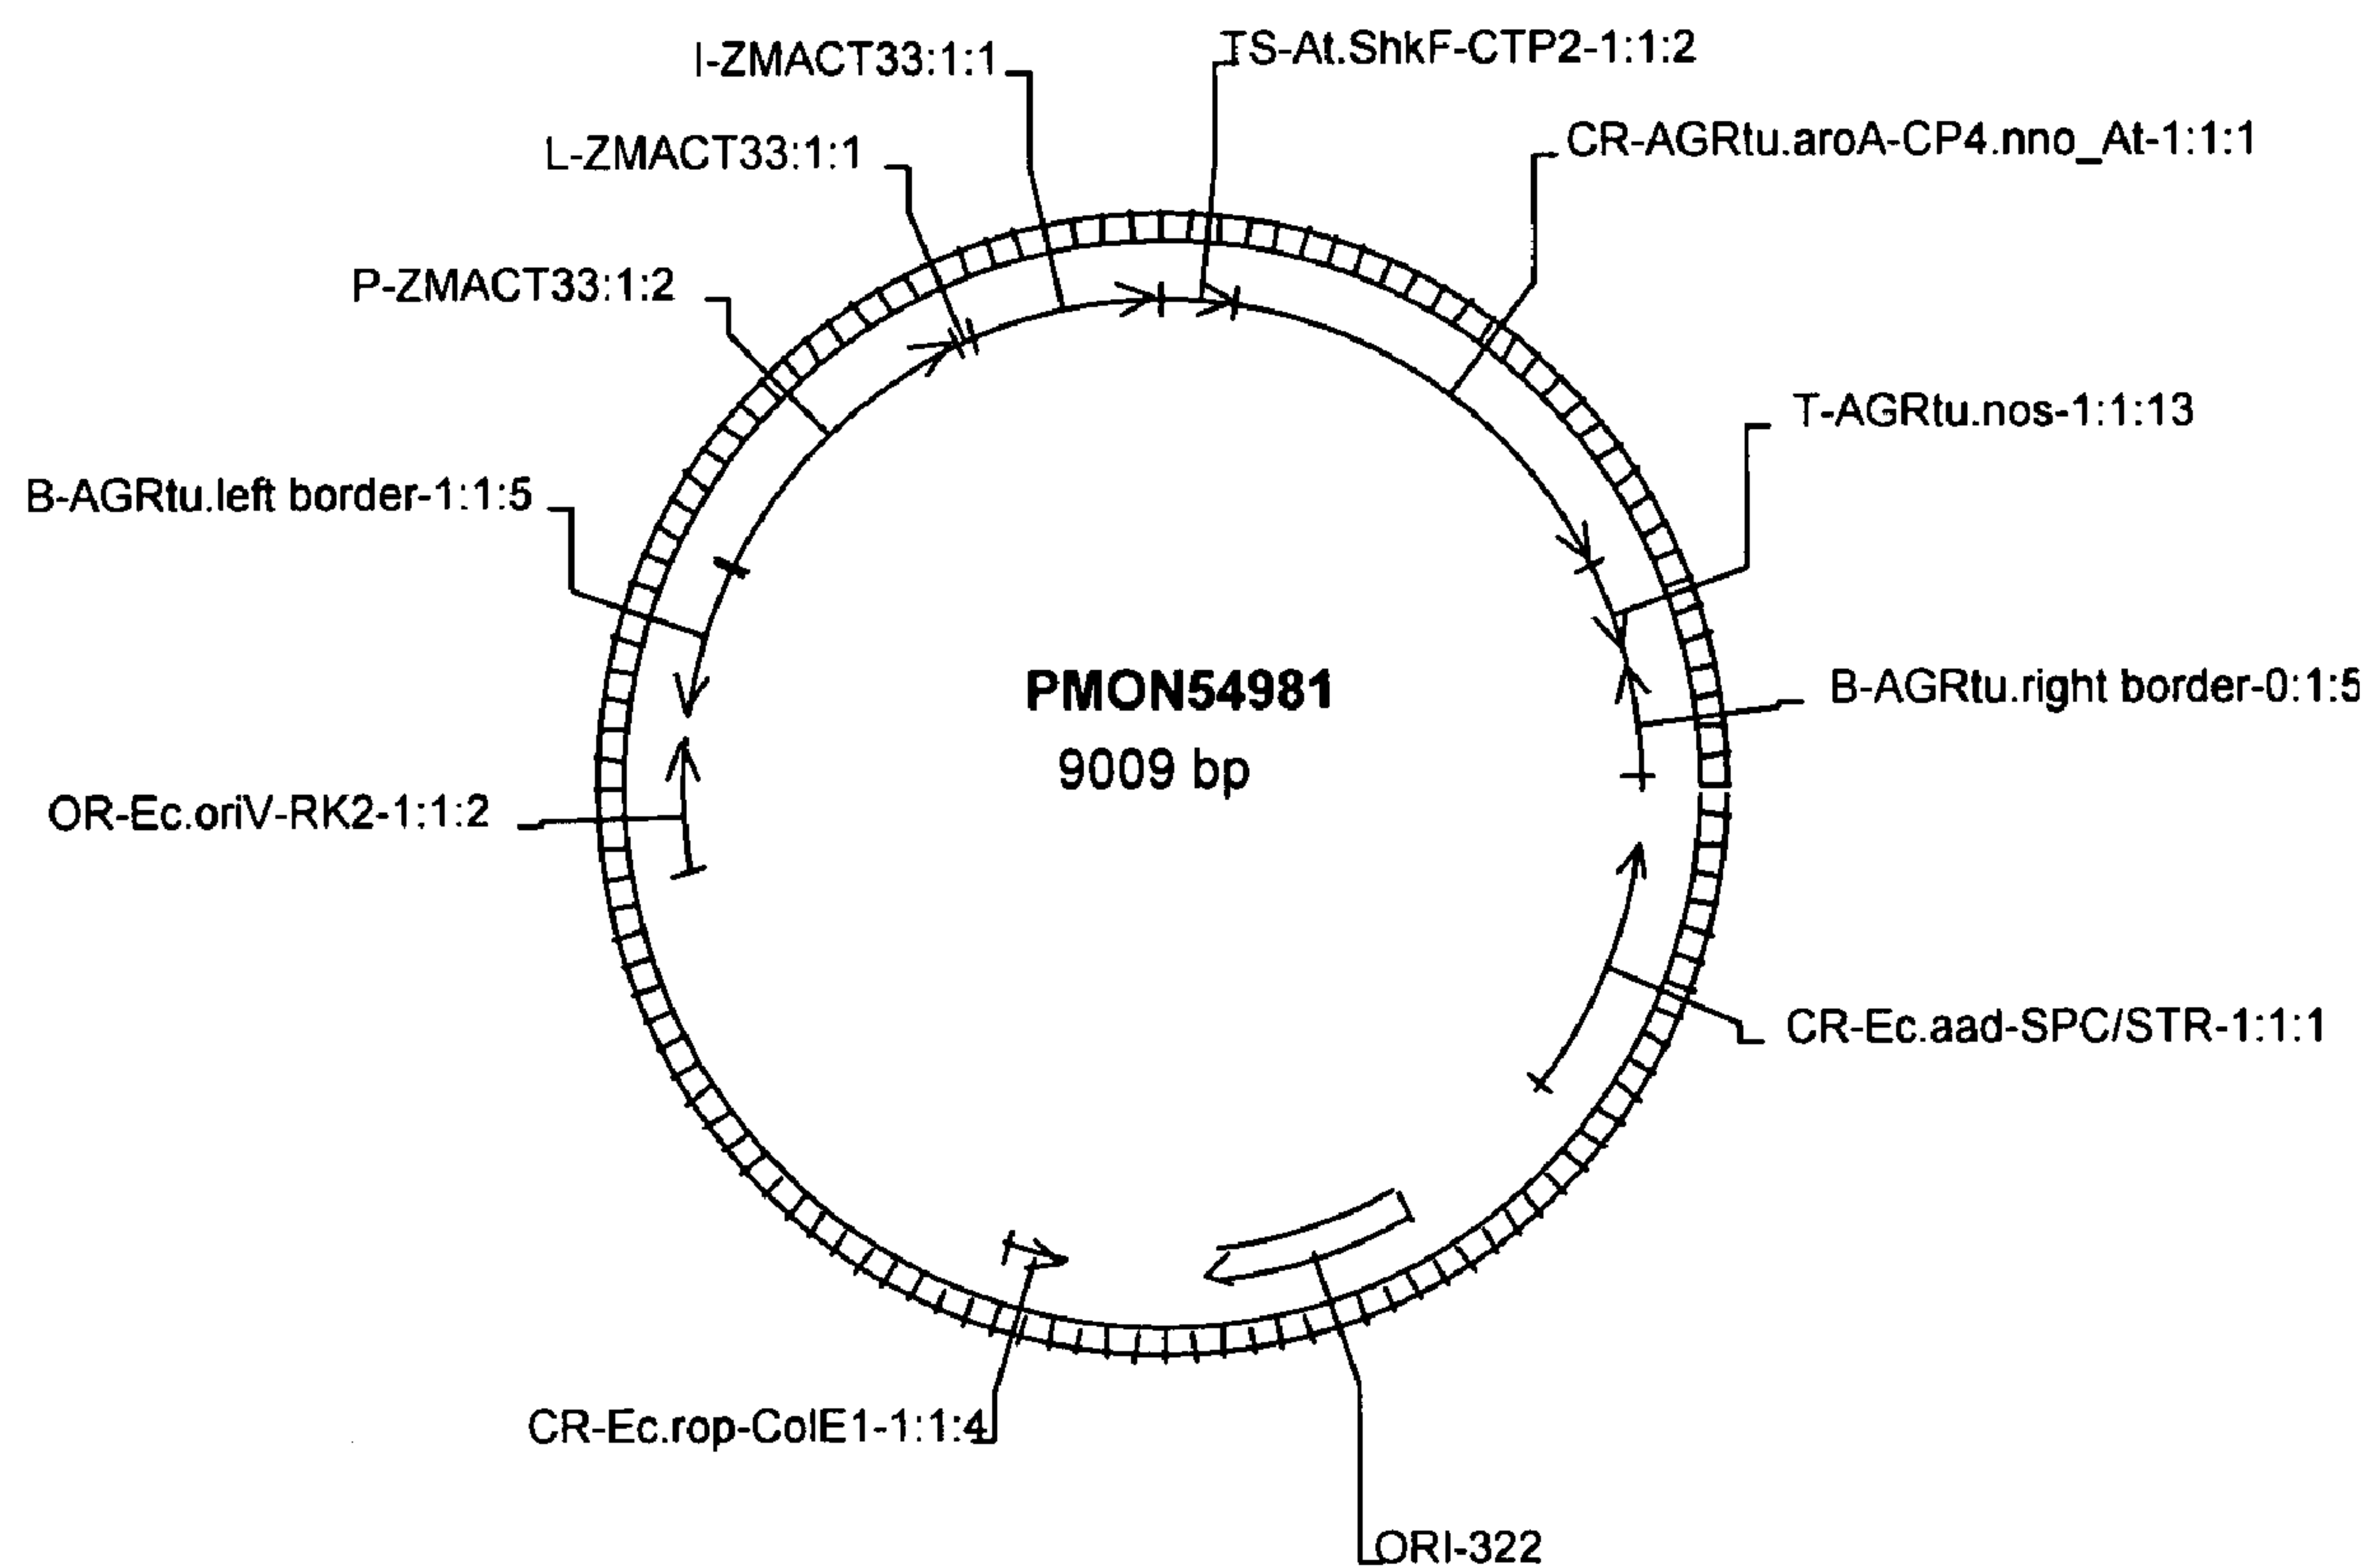 I-ZMACT33:1:1
TS-At.ShkF-CTP2-1:1:2
L-ZMACT33:1:1
CR-AGRtu.aroA-CP4.nno_At-1:1:1
P-ZMACT33:1:2
T-AGRtu.nos-1:1:13
B-AGRtu.left border-1:1:5
PMON54981
9009 bp
B-AGRtu.right border-0:1:5
OR-Ec.oriV-RK2-1:1:2
CR-Ec.aad-SPC/STR-1:1:1
CR-Ec.rop-ColE1-1:1:4
ORI-322